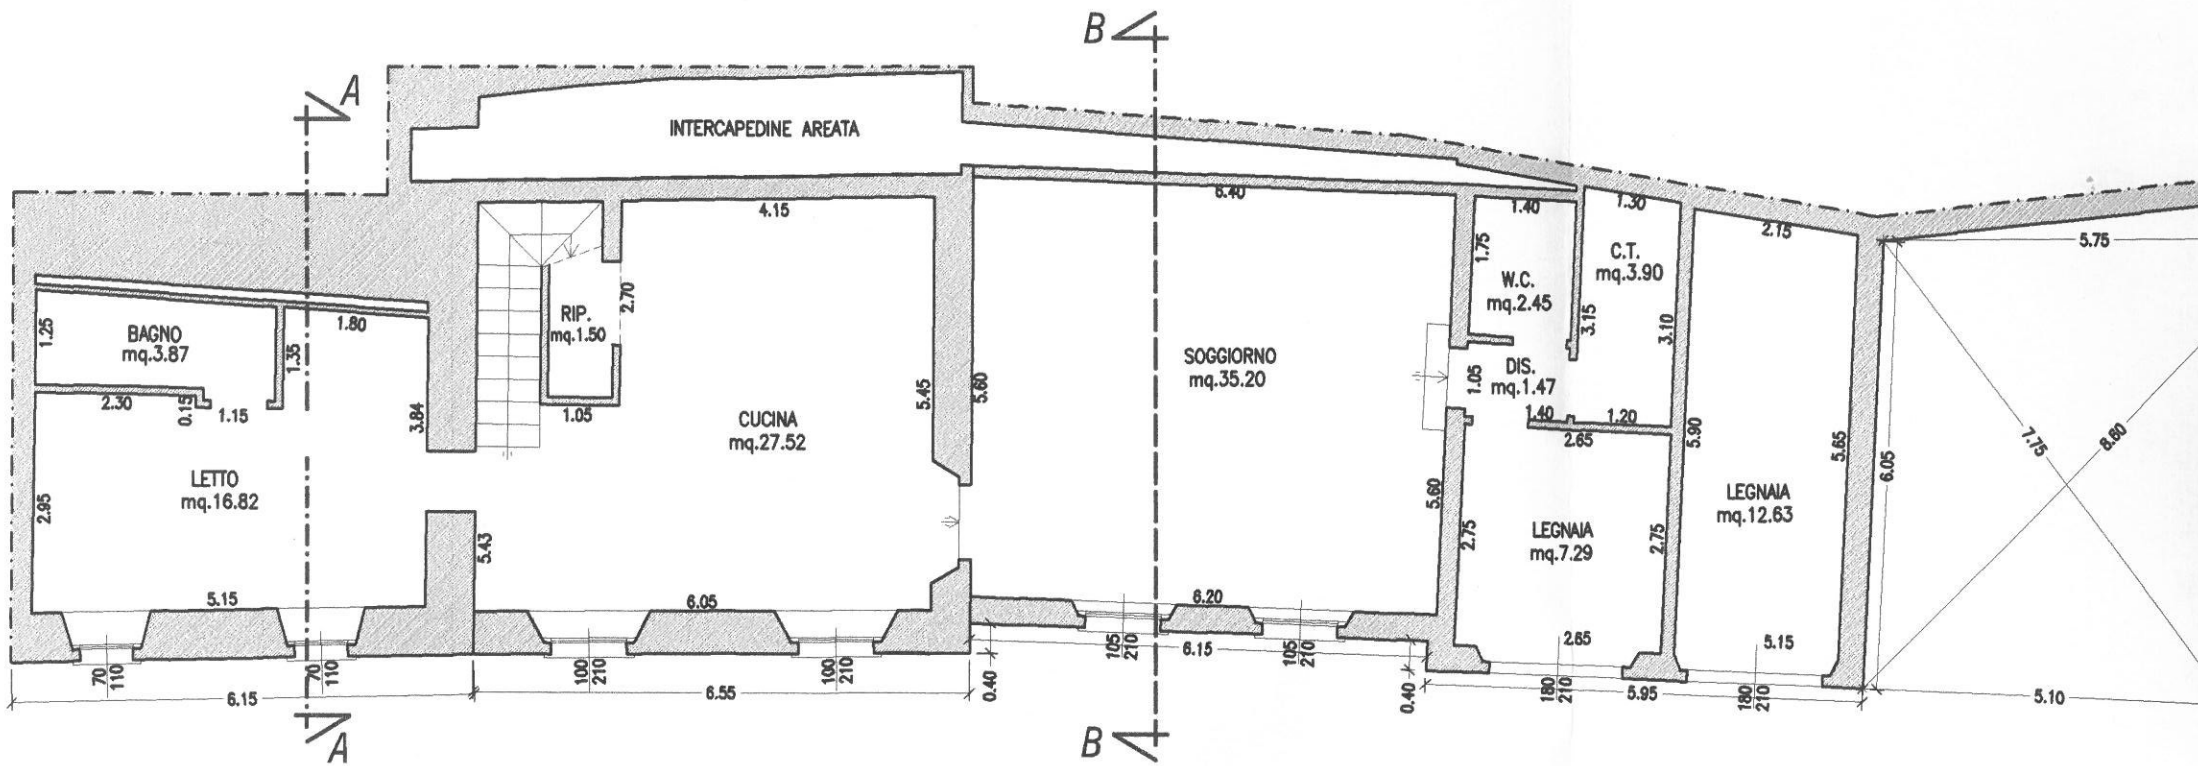 B
A
INTERCAPEDINE AREATA
4.15
6.40
1.40
1.30
2.15
5.75
1.75
C.T.
mq.3.90
W.C.
mq.2.45
2.70
RIP.
mq.1.50
1.80
1.25
BAGNO
mq.3.87
1.35
3.15
3.10
SOGGIORNO
mq.35.20
DIS.
mq.1.47
1.05
2.30
0.15
1.15
3.84
1.05
5.45
5.60
CUCINA
mq.27.52
1.40
1.20
2.65
5.90
5.65
6.05
7.75
8.60
LETTO
mq.16.82
2.95
5.43
5.60
2.75
LEGNAIA
mq.7.29
2.75
LEGNAIA
mq.12.63
5.15
6.05
6.20
2.65
5.15
70
110
70
110
100
210
100
210
105
210
6.15
105
210
180
210
180
210
6.15
6.55
0.40
0.40
5.95
5.10
A
B